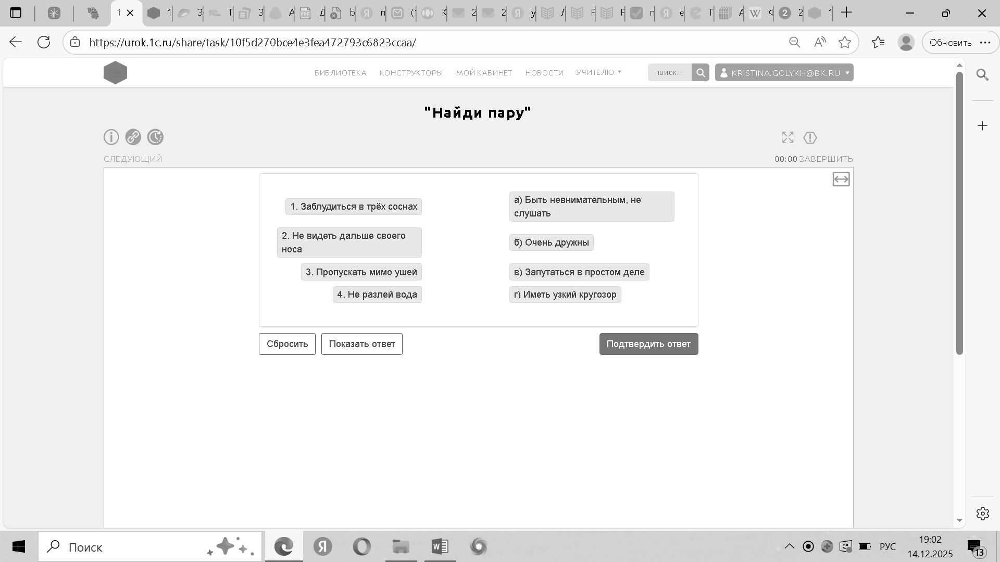 https://urok.1c.ru/share/task/10f5d270bce4e3fea472793c6823ccaa/
Обновить
БИБЛИОТЕКА КОНСТРУКТОРЫ МОЙ КАБИНЕТ НОВОСТИ УЧИТЕЛЮ
поиск...
KRISTINA.GOLYKH@BK.RU
"Найди пару"
СЛЕДУЮЩИЙ
00:00 ЗАВЕРШИТЬ
1. Заблудиться в трёх соснах
2. Не видеть дальше своего
носа
3. Пропускать мимо ушей
4. Не разлей вода
а) Быть невнимательным, не
слушать
б) Очень дружны
в) Запутаться в простом деле
г) Иметь узкий кругозор
Сбросить
Показать ответ
Подтвердить ответ
Поиск
РУС
19:02
14.12.2025
13